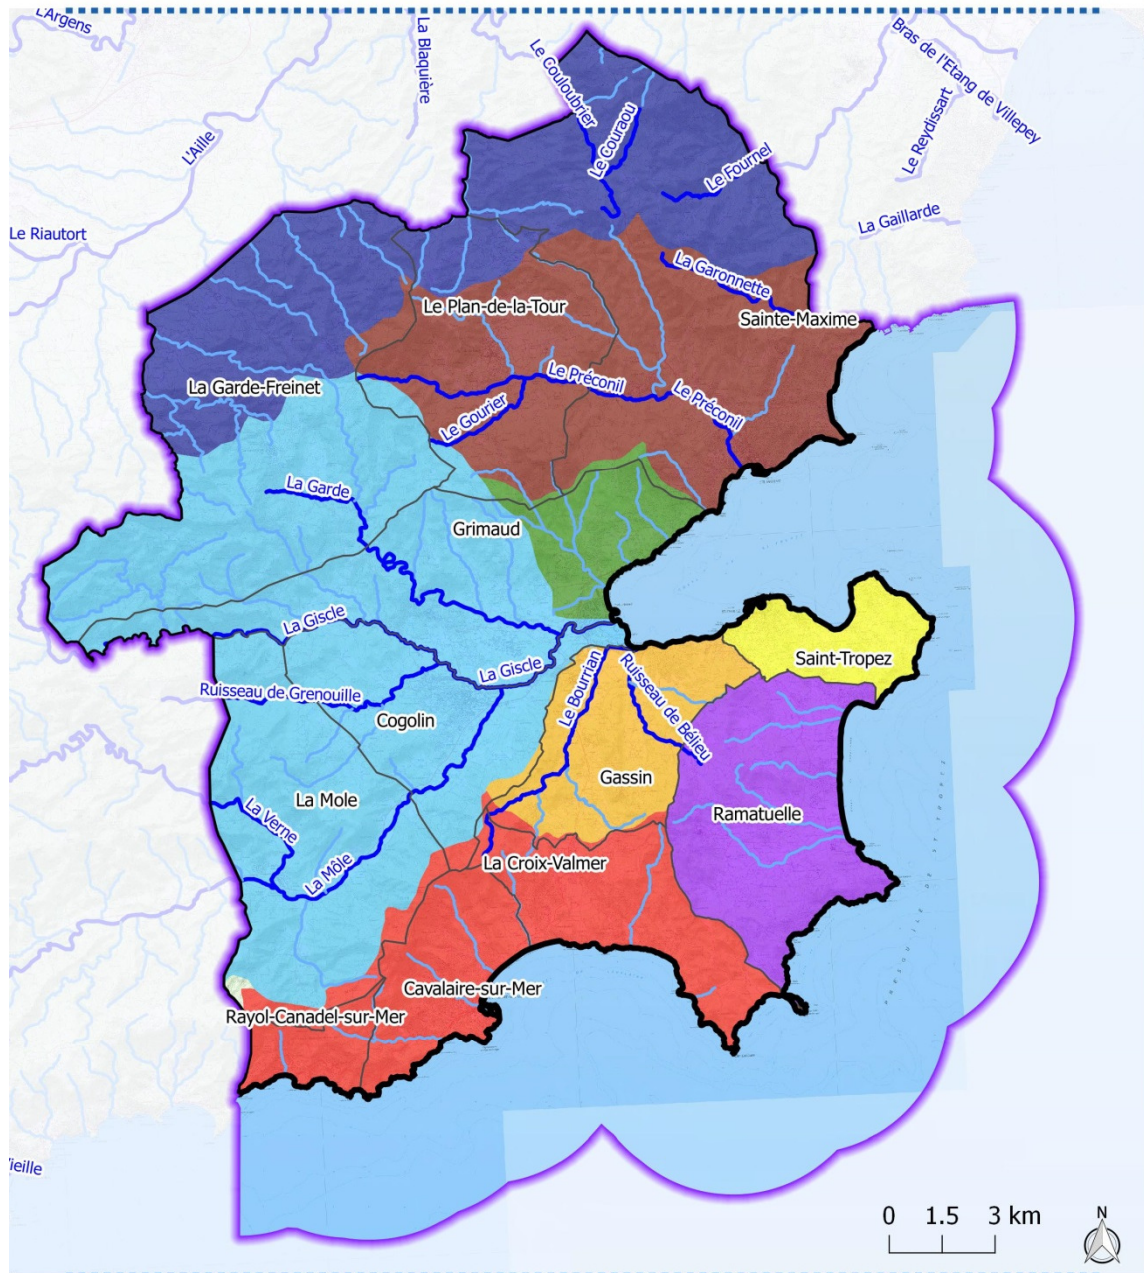 L'Argens
La Blaquière
Le Couloubrier
Le Couraou
Bras de l'Etang de Villepey
Le Reydissart
L'Aille
Le Fournel
La Gaillarde
Le Riautort
La Garonnette
Le Plan-de-la-Tour
Sainte-Maxime
La Garde-Freinet
Le Préconil
Le Préconil
Le Gourier
La Garde
Grimaud
La Giscle
La Giscle
Le Bourrian
Ruisseau de Bélieu
Saint-Tropez
Ruisseau de Grenouille
Cogolin
Gassin
La Mole
La Verne
Ramatuelle
La Môle
La Croix-Valmer
Cavalaire-sur-Mer
Rayol-Canadel-sur-Mer
ieille
0 1.5 3 km
N